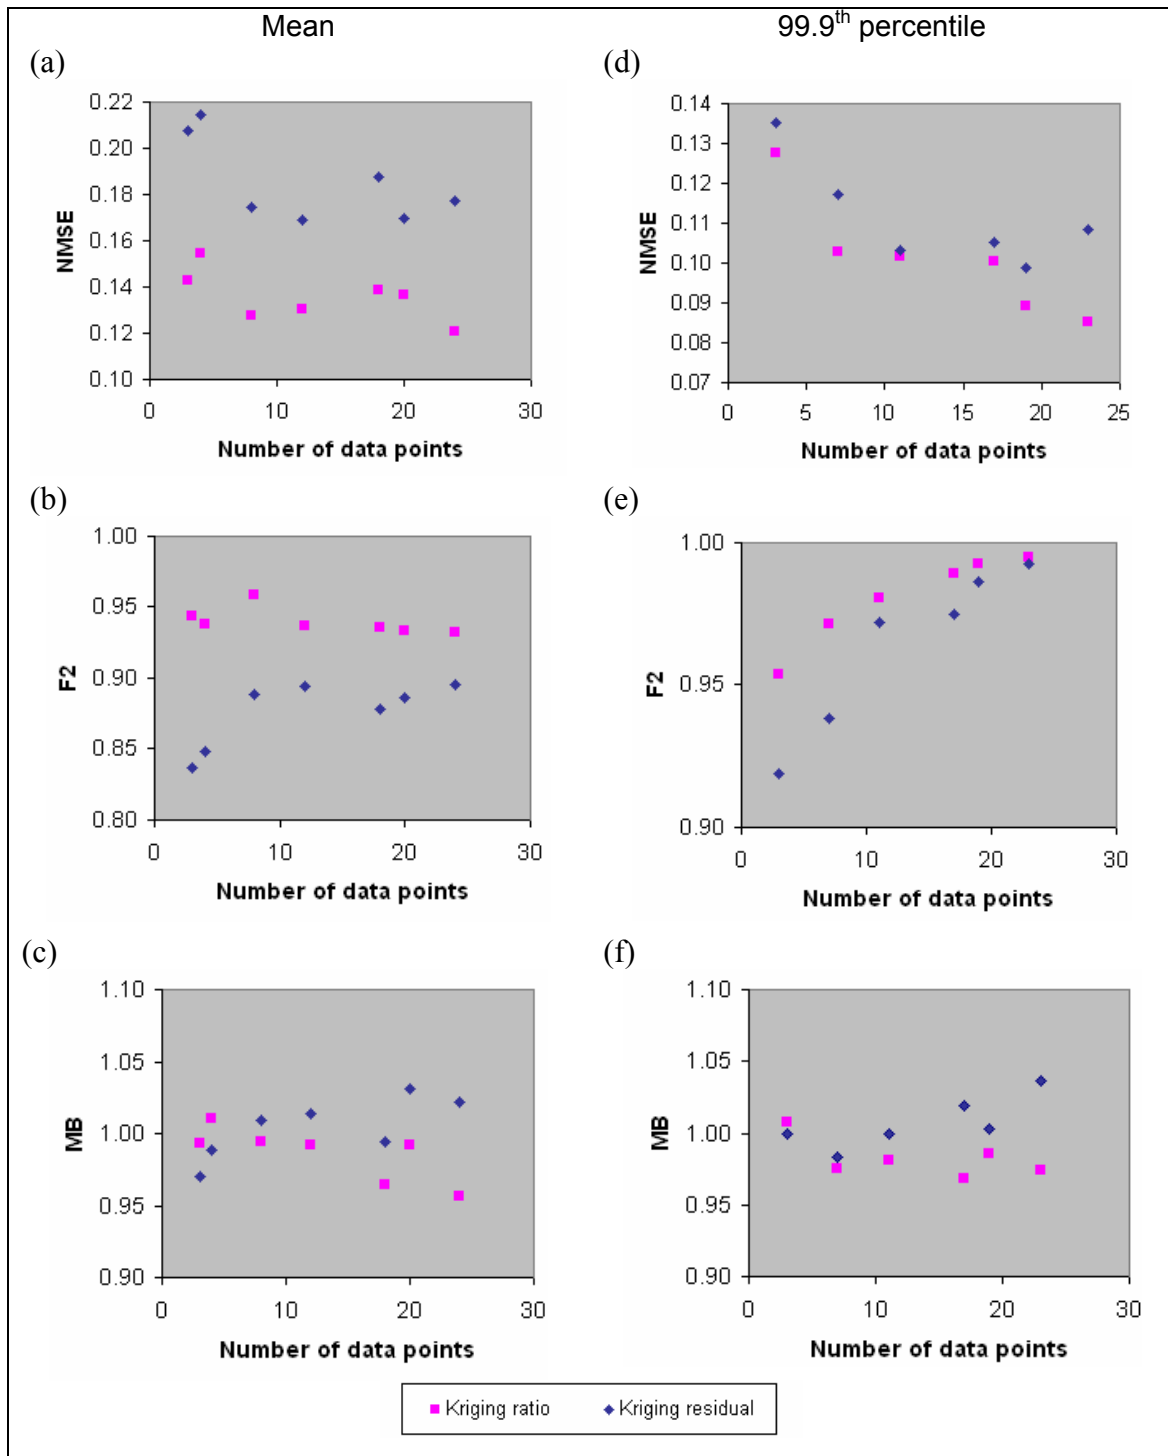 Mean
99.9th percentile
(a)
NMSE
0.22
0.20
0.18
0.16
0.14
0.12
0.10
0 10 20 30
Number of data points
(d)
NMSE
0.14
0.13
0.12
0.11
0.10
0.09
0.08
0.07
0 5 10 15 20 25
Number of data points
(b)
F2
1.00
0.95
0.90
0.85
0.80
0 10 20 30
Number of data points
(e)
F2
1.00
0.95
0.90
0 10 20 30
Number of data points
(c)
MB
1.10
1.05
1.00
0.95
0.90
0 10 20 30
Number of data points
(f)
MB
1.10
1.05
1.00
0.95
0.90
0 10 20 30
Number of data points
Kriging ratio Kriging residual